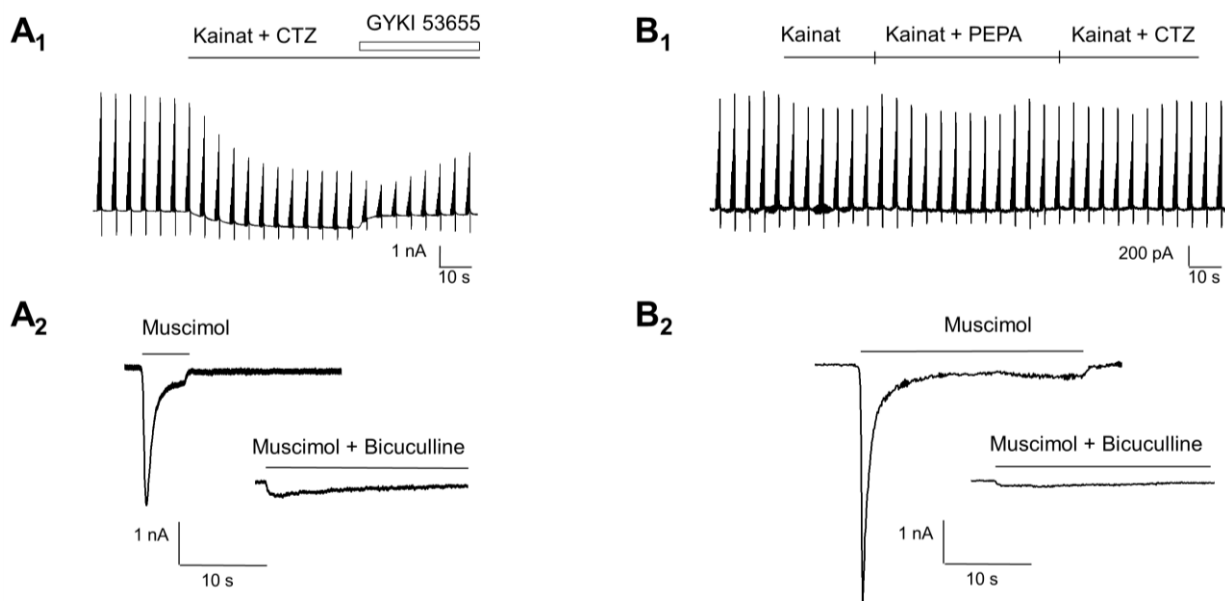 A1
GYKI 53655
Kainat + CTZ
1 nA
10 s
B1
Kainat
Kainat + PEPA
Kainat + CTZ
200 pA
10 s
A2
Muscimol
Muscimol + Bicuculline
1 nA
10 s
B2
Muscimol
Muscimol + Bicuculline
1 nA
10 s